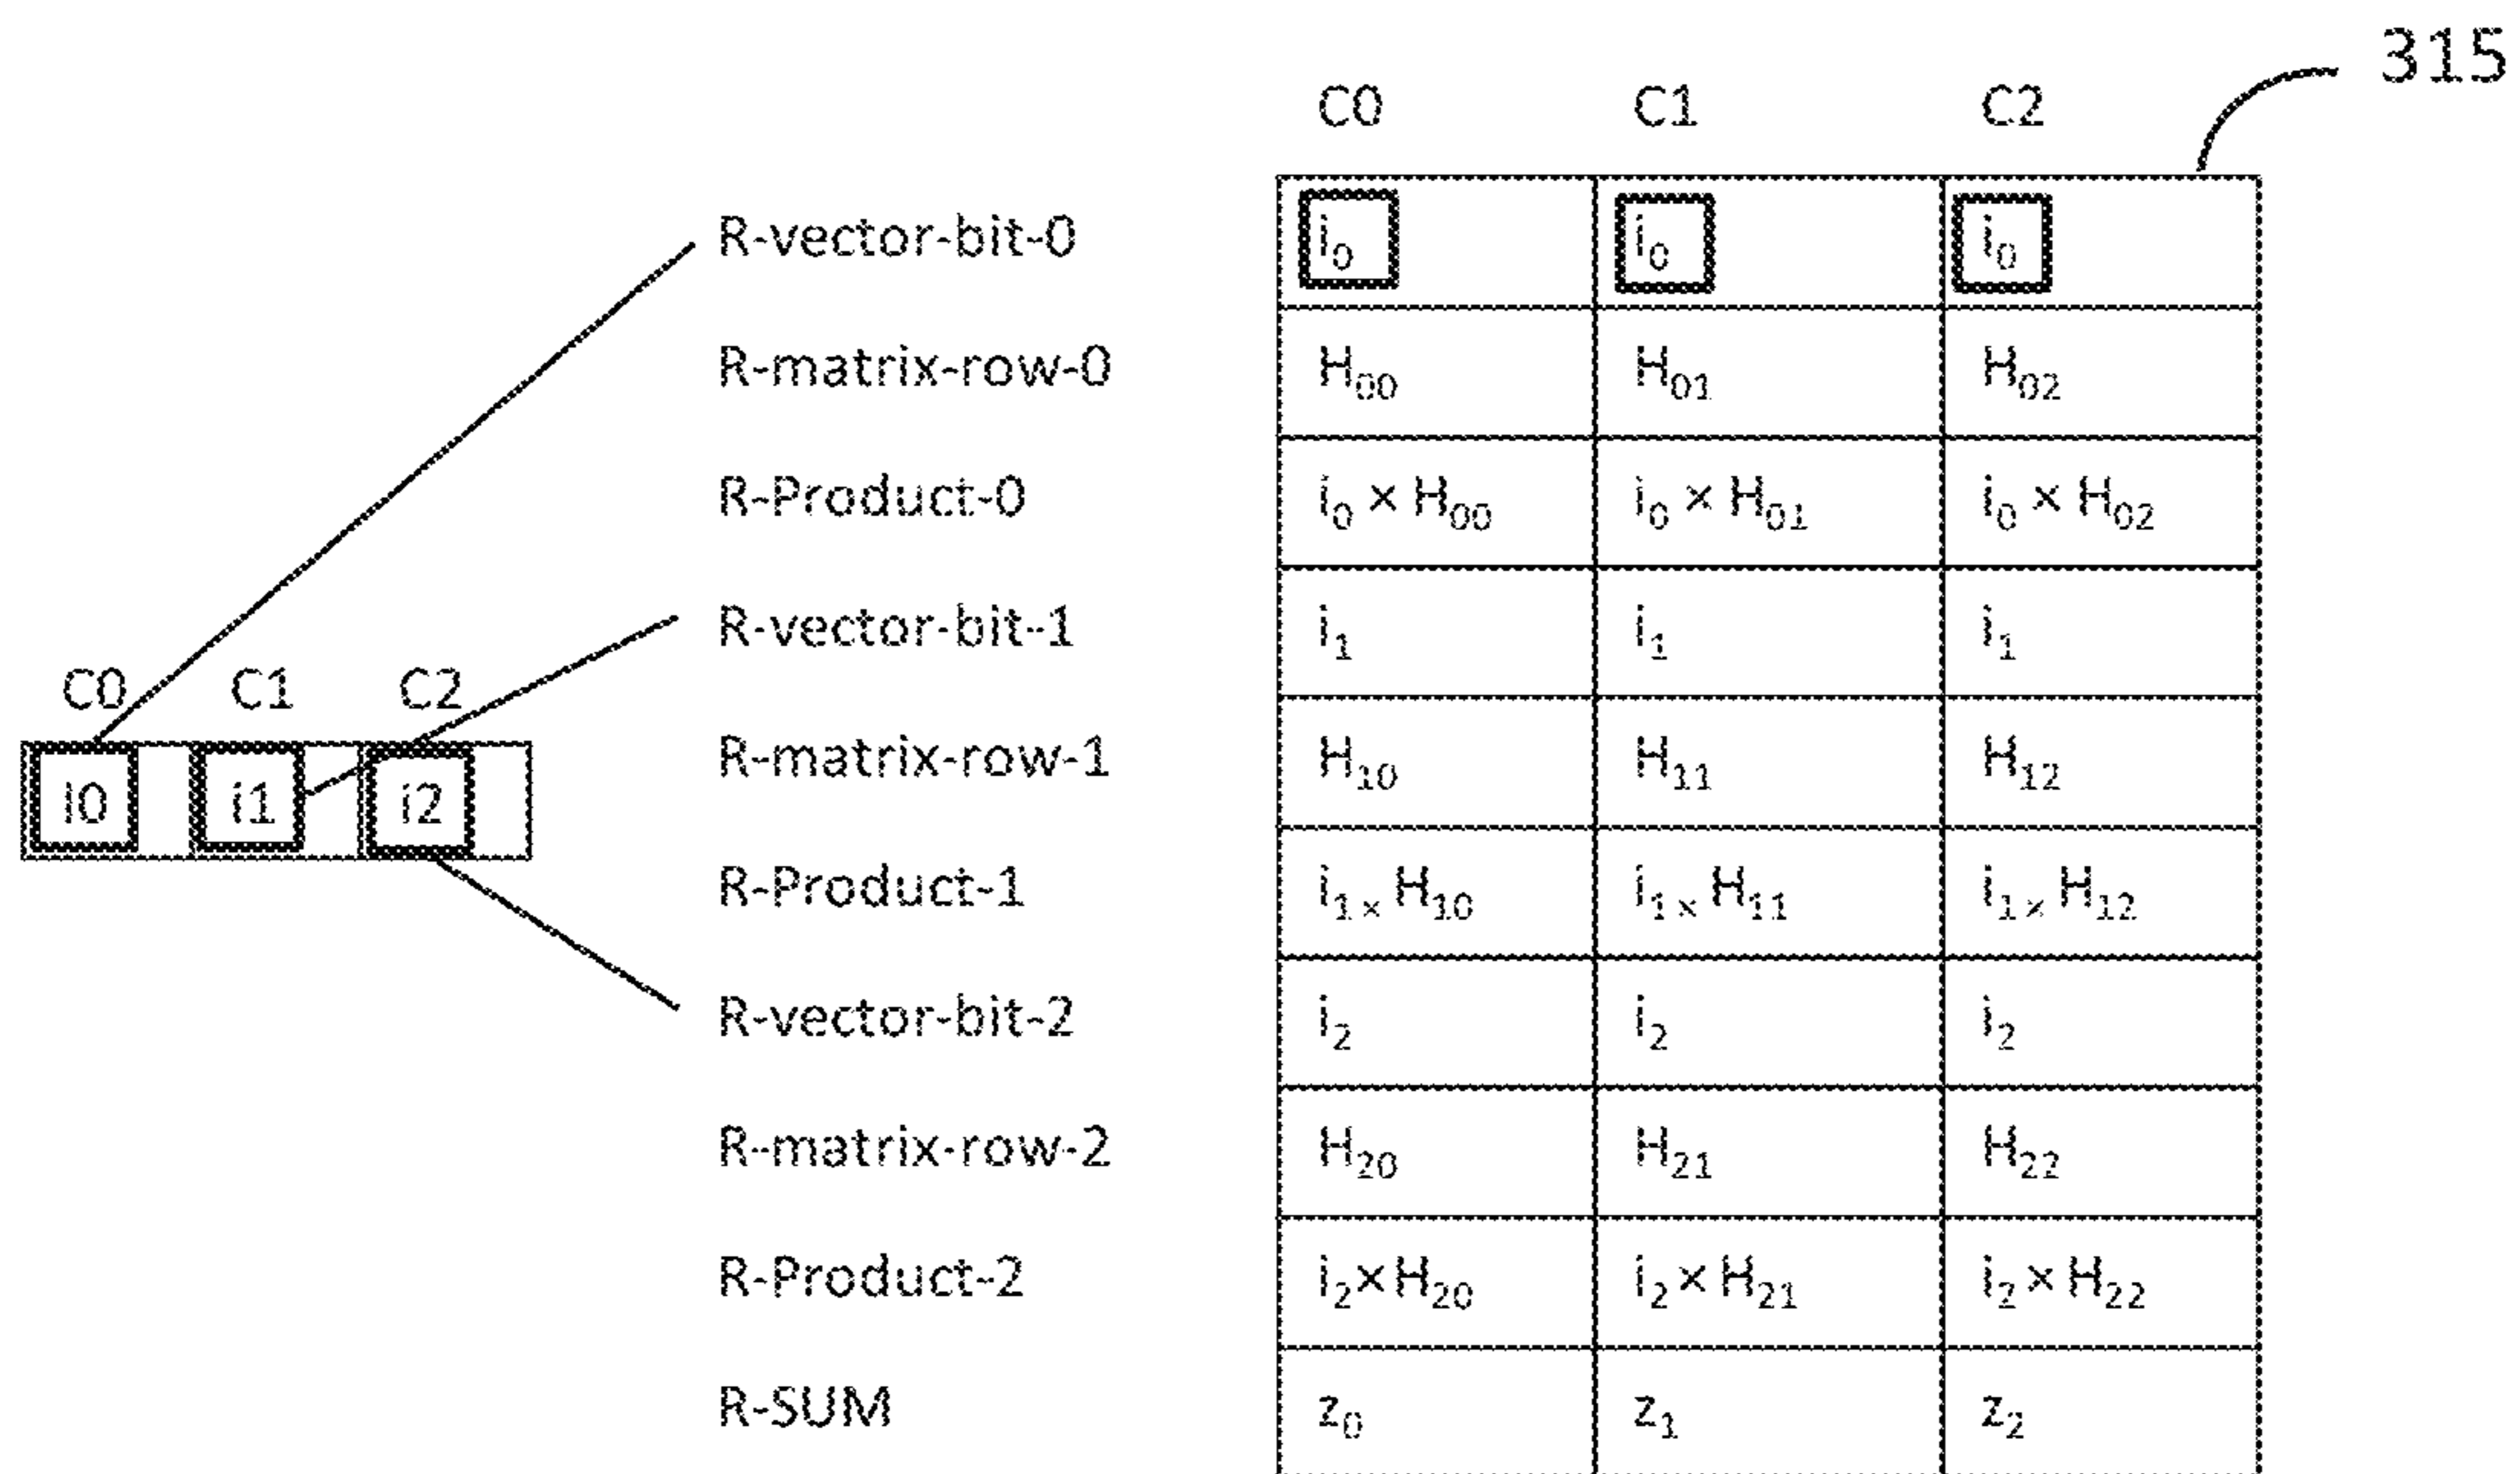 315
C0 C1 C2
R-vector-bit-0 i₀ i₀ i₀
R-matrix-row-0 H₀₀ H₀₁ H₀₂
R-Product-0 i₀ × H₀₀ i₀ × H₀₁ i₀ × H₀₂
R-vector-bit-1 i₁ i₁ i₁
C0 C1 C2
R-matrix-row-1 H₁₀ H₁₁ H₁₂
I0 i1 i2
R-Product-1 i₁ₓ H₁₀ i₁ₓ H₁₁ i₁ₓ H₁₂
R-vector-bit-2 i₂ i₂ i₂
R-matrix-row-2 H₂₀ H₂₁ H₂₂
R-Product-2 i₂×H₂₀ i₂ × H₂₁ i₂ × H₂₂
R-SUM z₀ z₁ z₂